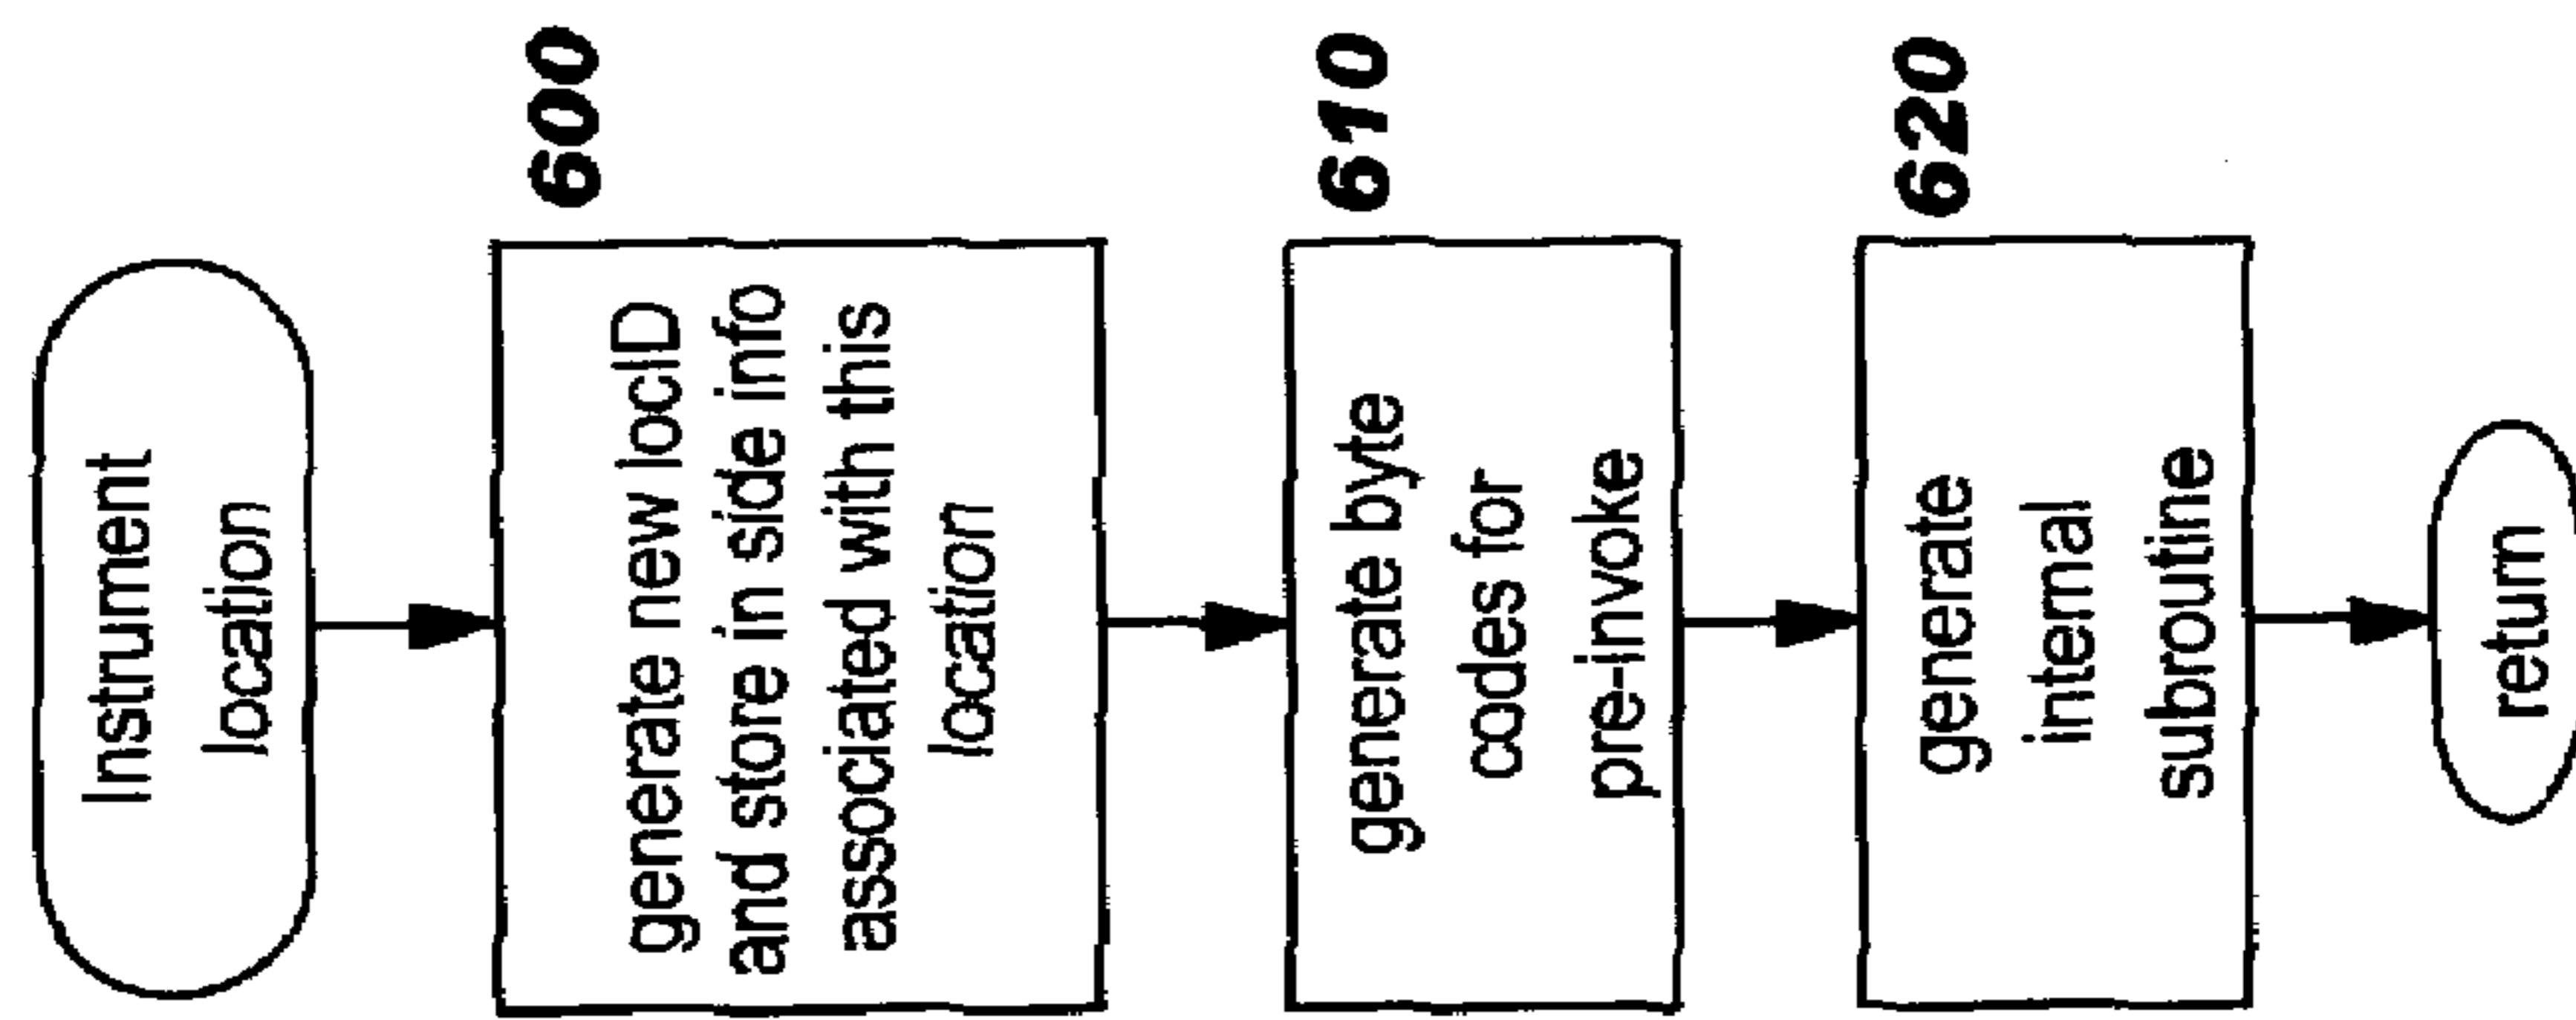 Instrument
location
600
generate new locID
and store in side info
associated with this
location
610
generate byte
codes for
pre-invoke
620
generate
internal
subroutine
return